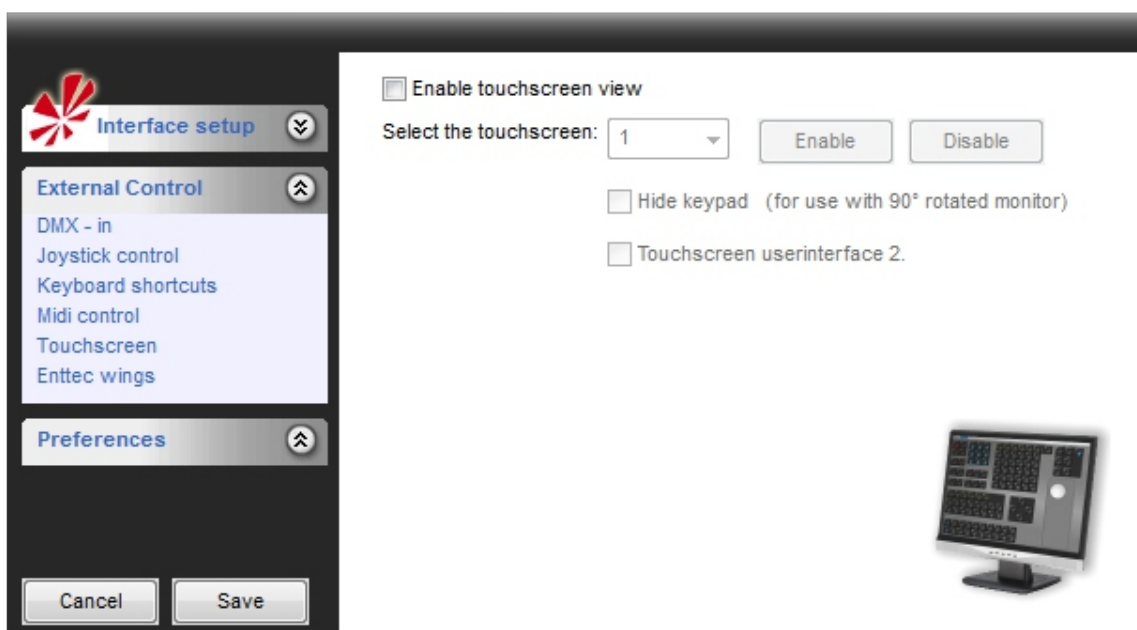 Interface setup
External Control
DMX - in
Joystick control
Keyboard shortcuts
Midi control
Touchscreen
Enttec wings
Preferences
Cancel Save
Enable touchscreen view
Select the touchscreen: 1 Enable Disable
Hide keypad (for use with 90° rotated monitor)
Touchscreen userinterface 2.